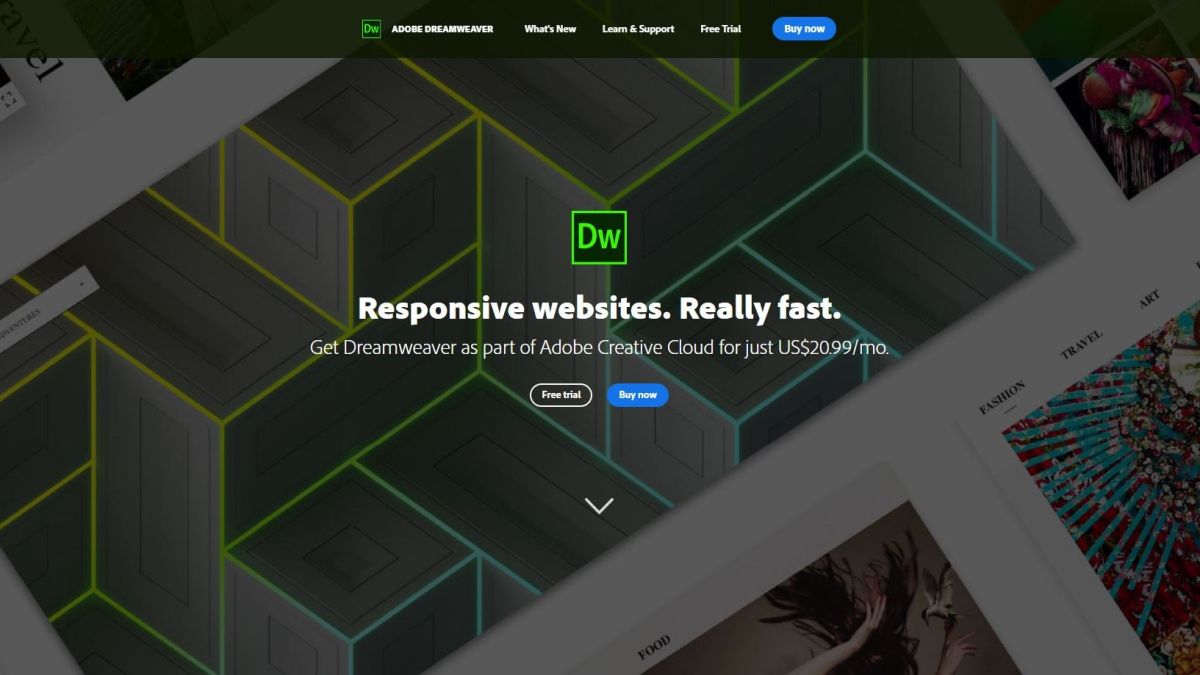 Dw ADOBE DREAMWEAVER What's New Learn & Support Free Trial Buy now
Travel
Dw
Responsive websites. Really fast.
Get Dreamweaver as part of Adobe Creative Cloud for just US$20.99/mo.
Free trial Buy now
ADVENTURES
ART
TRAVEL
FASHION
FOOD